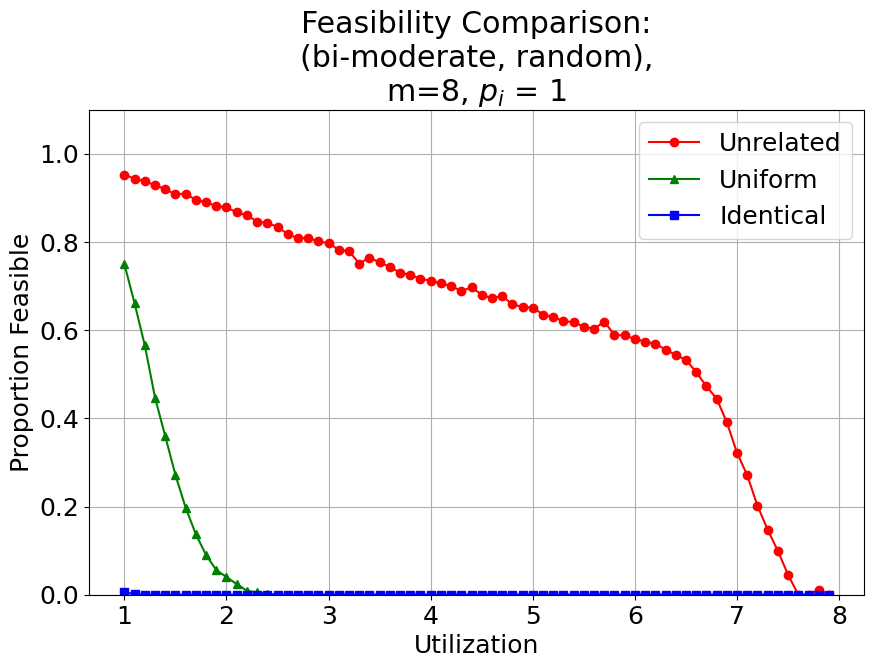 Feasibility Comparison:
(bi-moderate, random),
m=8, $p_i$ = 1
Unrelated
Uniform
Identical
Proportion Feasible
1.0
0.8
0.6
0.4
0.2
0.0
1 2 3 4 5 6 7 8
Utilization